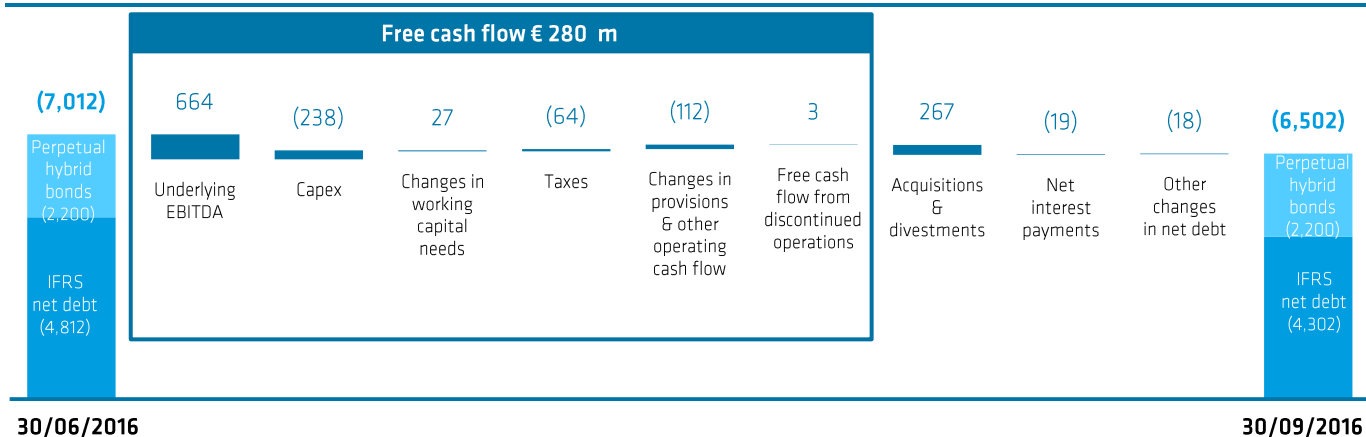 Free cash flow € 280 m
(7,012)
Perpetual
hybrid
bonds
(2,200)
IFRS
net debt
(4,812)
664
Underlying
EBITDA
(238)
Capex
27
Changes in
working
capital
needs
(64)
Taxes
(112)
Changes in
provisions
& other
operating
cash flow
3
Free cash
flow from
discontinued
operations
267
Acquisitions
&
divestments
(19)
Net
interest
payments
(18)
Other
changes
in net debt
(6,502)
Perpetual
hybrid
bonds
(2,200)
IFRS
net debt
(4,302)
30/06/2016
30/09/2016